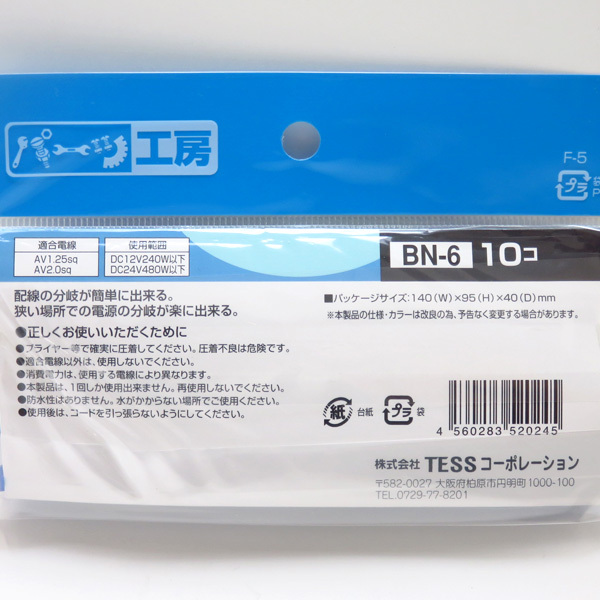 工房
F-5
プラ
袋
P
適合電線
AV1.25sq
AV2.0sq
使用範囲
DC12V240W以下
DC24V480W以下
BN-6 10コ
配線の分岐が簡単に出来る。
狭い場所での電源の分岐が楽に出来る。
●正しくお使いいただくために
●プライヤー等で確実に圧着してください。圧着不良は危険です。
●適合電線以外は、使用しないでください。
●消費電力は、使用する電線により異なります。
●本製品は、1回しか使用出来ません。再使用しないでください。
●防水性はありません。水がかからない場所でご使用ください。
●使用後は、コードを引っ張らないようにしてください。
■パッケージサイズ:140(W)×95(H)×40(D)mm
※本製品の仕様・カラーは改良の為、予告なく変更する場合があります。
紙 台紙 プラ 袋
4 560283 520245
株式会社 TESSコーポレーション
〒582-0027 大阪府柏原市円明町1000-100
TEL.0729-77-8201